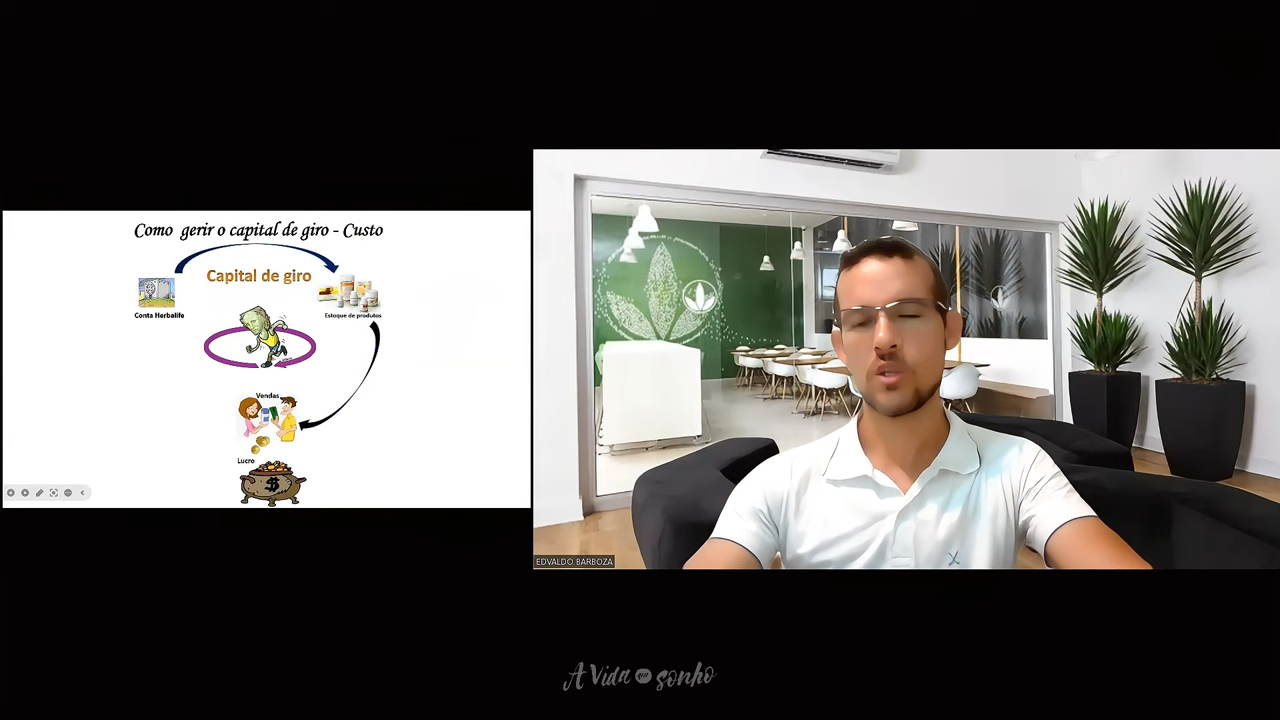 Como gerir o capital de giro - Custo
Capital de giro
Conta Herbalife
Estoque de produtos
Vendas
Lucro
EDVALDO BARBOZA
A Vida que sonho